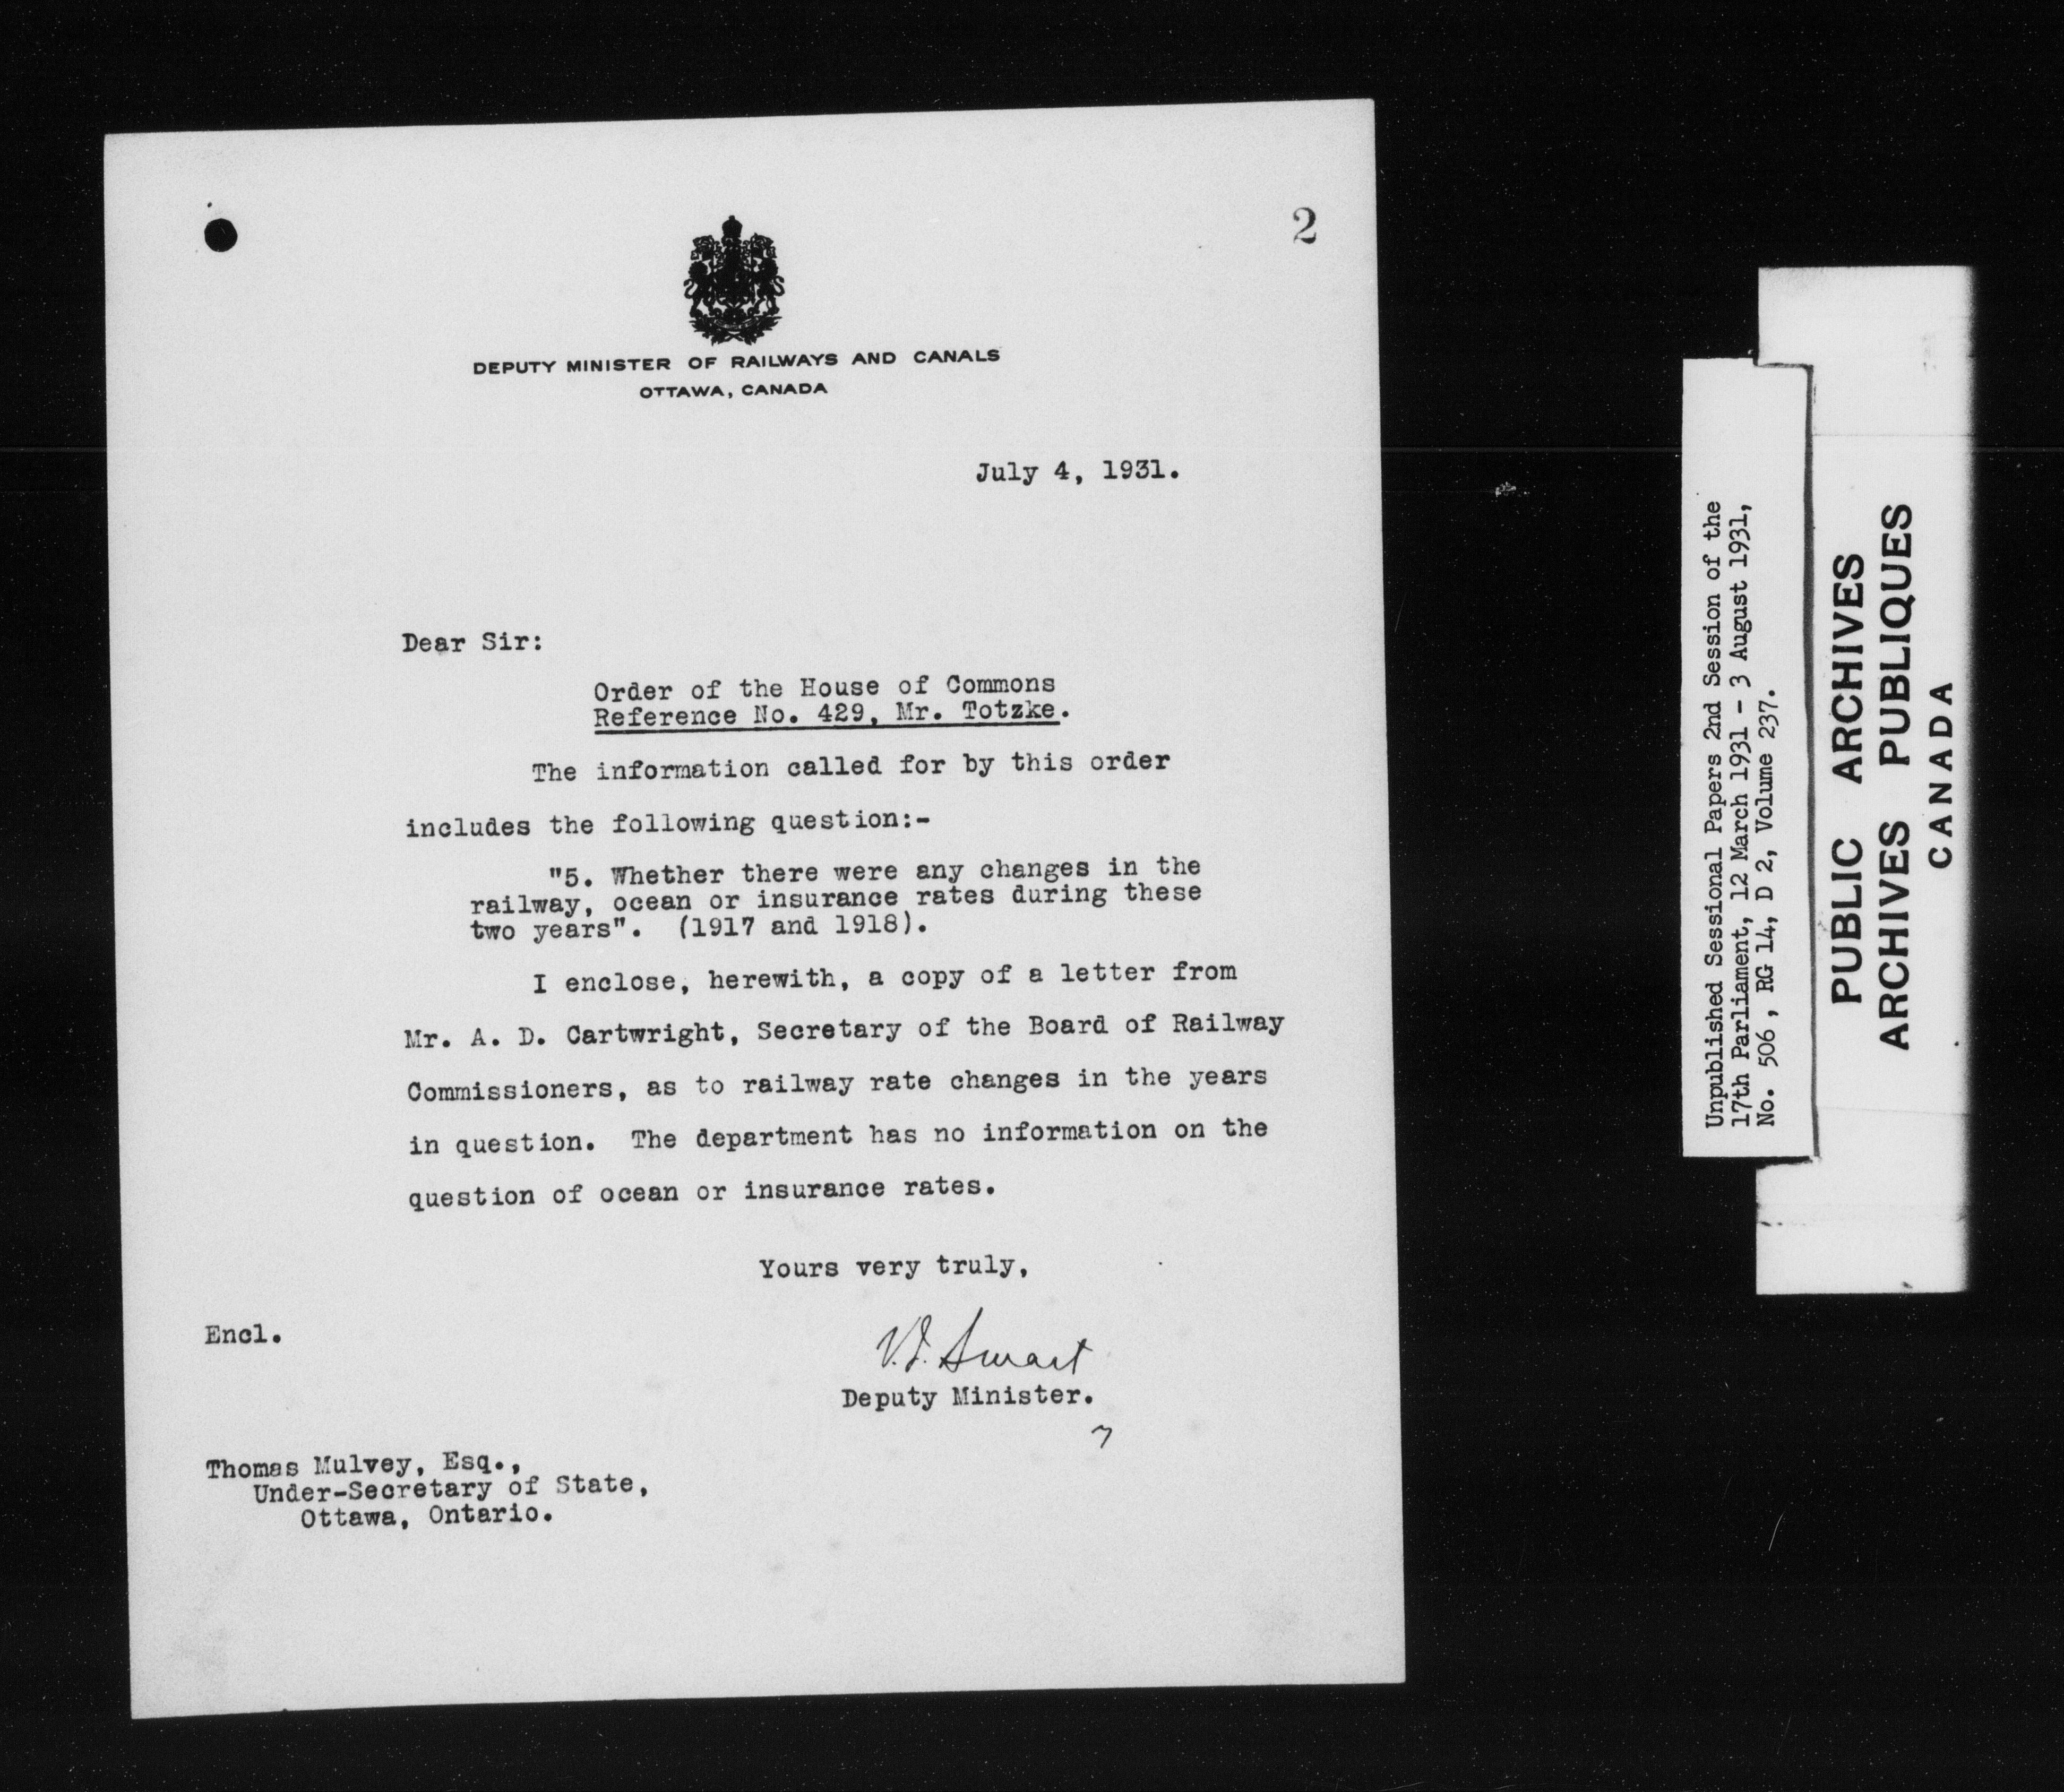 2
DEPUTY MINISTER OF RAILWAYS AND CANALS
OTTAWA, CANADA
July 4, 1931.
Dear Sir:
Order of the House of Commons
Reference No. 429, Mr. Totzke.
The information called for by this order
includes the following question:-
"5. Whether there were any changes in the
railway, ocean or insurance rates during these
two years". (1917 and 1918).
I enclose, herewith, a copy of a letter from
Mr. A. D. Cartwright, Secretary of the Board of Railway
Commissioners, as to railway rate changes in the years
in question. The department has no information on the
question of ocean or insurance rates.
Yours very truly,
Encl.
V.I. Smart
Deputy Minister.
Thomas Mulvey, Esq.,
Under-Secretary of State,
Ottawa, Ontario.
Unpublished Sessional Papers 2nd Session of the
17th Parliament, 12 March 1931 - 3 August 1931,
No. 506 , RG 14, D 2, Volume 237.
PUBLIC ARCHIVES
ARCHIVES PUBLIQUES
CANADA